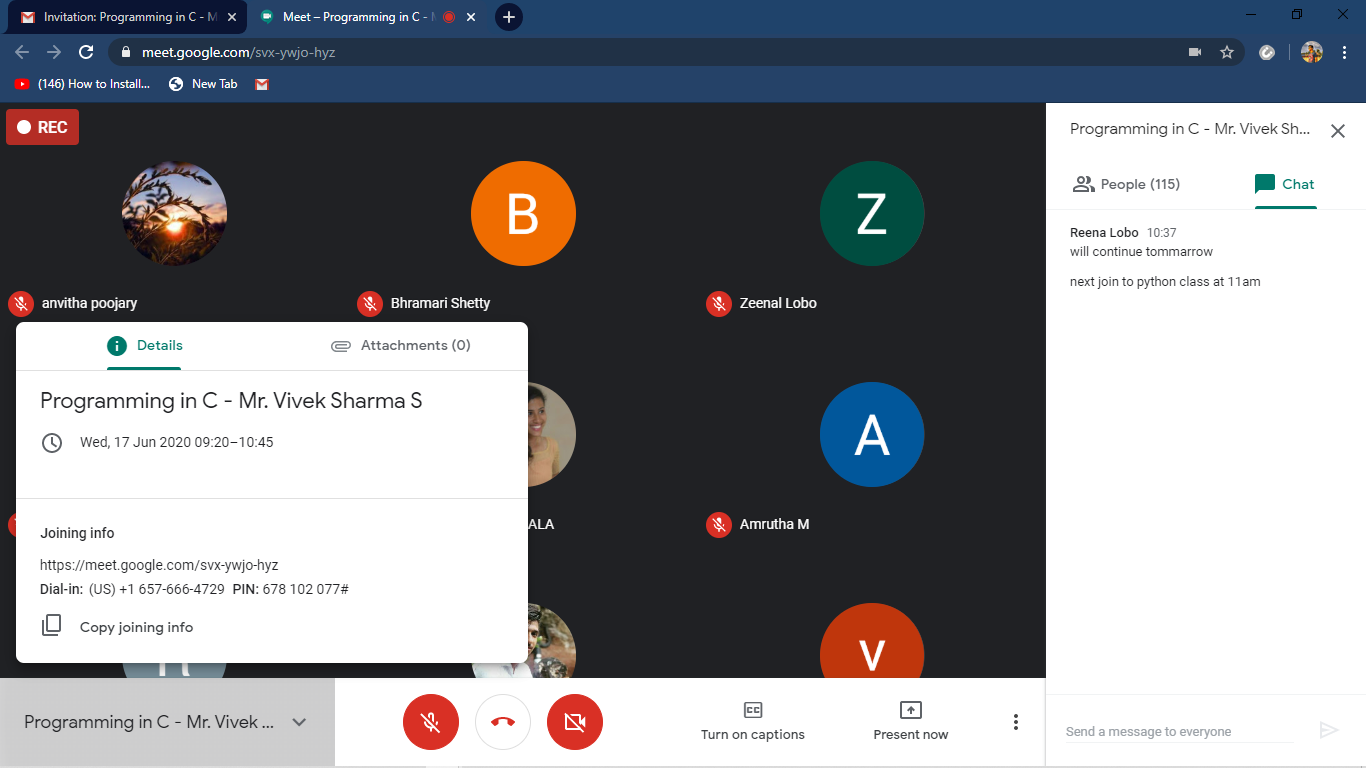 Invitation: Programming in C - M
Meet – Programming in C -
meet.google.com/svx-ywjo-hyz
(146) How to Install...
New Tab
REC
B
Z
anvitha poojary
Bhramari Shetty
Zeenal Lobo
Details
Attachments (0)
Programming in C - Mr. Vivek Sharma S
Wed, 17 Jun 2020 09:20–10:45
A
ALA
Amrutha M
Joining info
https://meet.google.com/svx-ywjo-hyz
Dial-in: (US) +1 657-666-4729 PIN: 678 102 077#
Copy joining info
V
Programming in C - Mr. Vivek ...
CC
Turn on captions
Present now
Programming in C - Mr. Vivek Sh...
People (115)
Chat
Reena Lobo 10:37
will continue tommarrow
next join to python class at 11am
Send a message to everyone